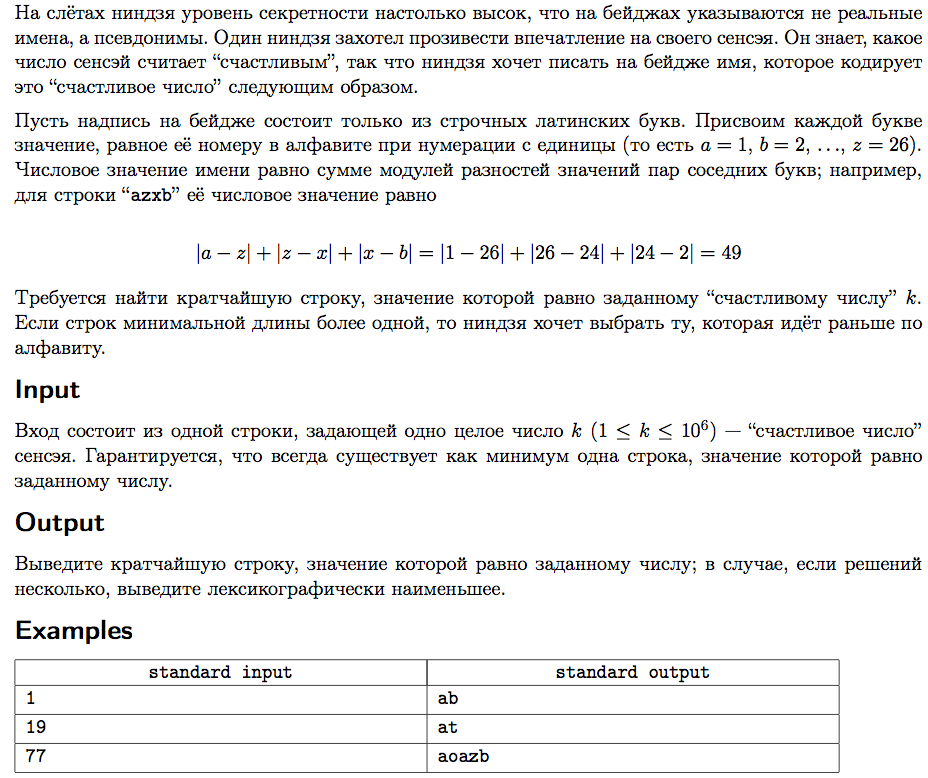 На слётах ниндзя уровень секретности настолько высок, что на бейджах указываются не реальные
имена, а псевдонимы. Один ниндзя захотел прозивести впечатление на своего сенсэя. Он знает, какое
число сенсэй считает “счастливым”, так что ниндзя хочет писать на бейдже имя, которое кодирует
это “счастливое число” следующим образом.
Пусть надпись на бейдже состоит только из строчных латинских букв. Присвоим каждой букве
значение, равное её номеру в алфавите при нумерации с единицы (то есть a = 1, b = 2, ..., z = 26).
Числовое значение имени равно сумме модулей разностей значений пар соседних букв; например,
для строки “azxb” её числовое значение равно
|a − z| + |z − x| + |x − b| = |1 − 26| + |26 − 24| + |24 − 2| = 49
Требуется найти кратчайшую строку, значение которой равно заданному “счастливому числу” k.
Если строк минимальной длины более одной, то ниндзя хочет выбрать ту, которая идёт раньше по
алфавиту.
Input
Вход состоит из одной строки, задающей одно целое число k (1 ≤ k ≤ 10⁶) — “счастливое число”
сенсэя. Гарантируется, что всегда существует как минимум одна строка, значение которой равно
заданному числу.
Output
Выведите кратчайшую строку, значение которой равно заданному числу; в случае, если решений
несколько, выведите лексикографически наименьшее.
Examples
standard input standard output
1 ab
19 at
77 aoazb